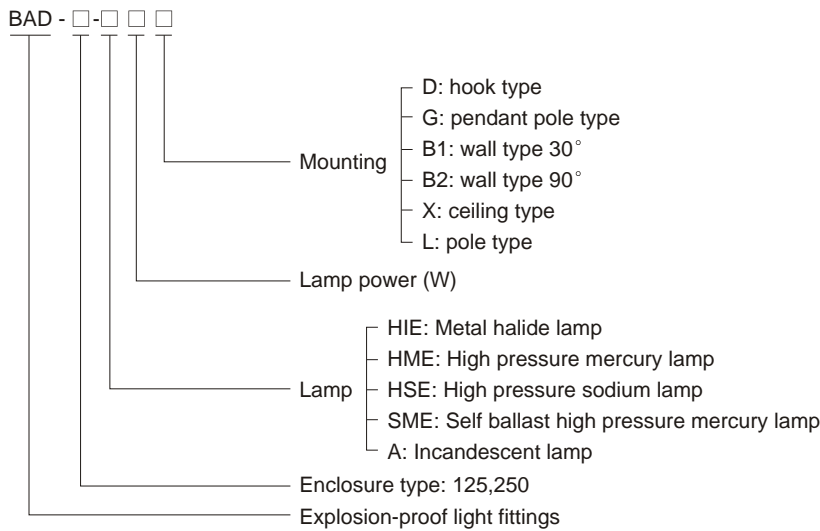 BAD - □-□ □ □
D: hook type
G: pendant pole type
Mounting
B1: wall type 30°
B2: wall type 90°
X: ceiling type
L: pole type
Lamp power (W)
HIE: Metal halide lamp
HME: High pressure mercury lamp
Lamp
HSE: High pressure sodium lamp
SME: Self ballast high pressure mercury lamp
A: Incandescent lamp
Enclosure type: 125,250
Explosion-proof light fittings